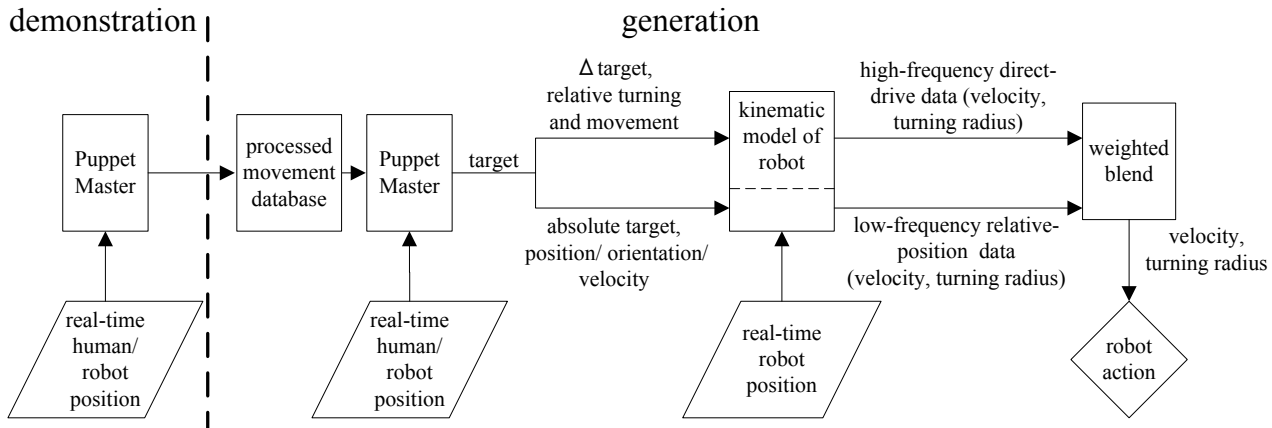 demonstration
generation
Puppet
Master
real-time
human/
robot
position
processed
movement
database
Puppet
Master
real-time
human/
robot
position
target
Δ target,
relative turning
and movement
absolute target,
position/ orientation/
velocity
kinematic
model of
robot
real-time
robot
position
high-frequency direct-
drive data (velocity,
turning radius)
low-frequency relative-
position data
(velocity, turning radius)
weighted
blend
velocity,
turning radius
robot
action